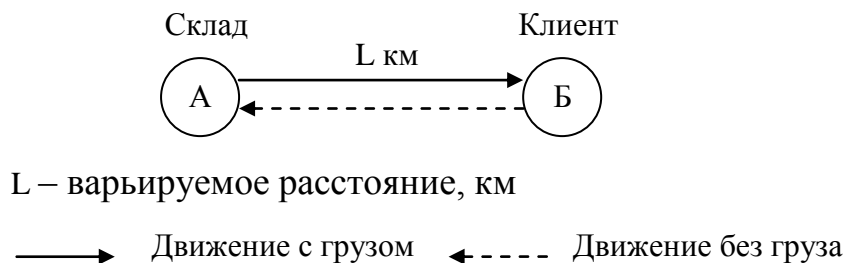 Склад Клиент
L км
А Б
L – варьируемое расстояние, км
Движение с грузом Движение без груза